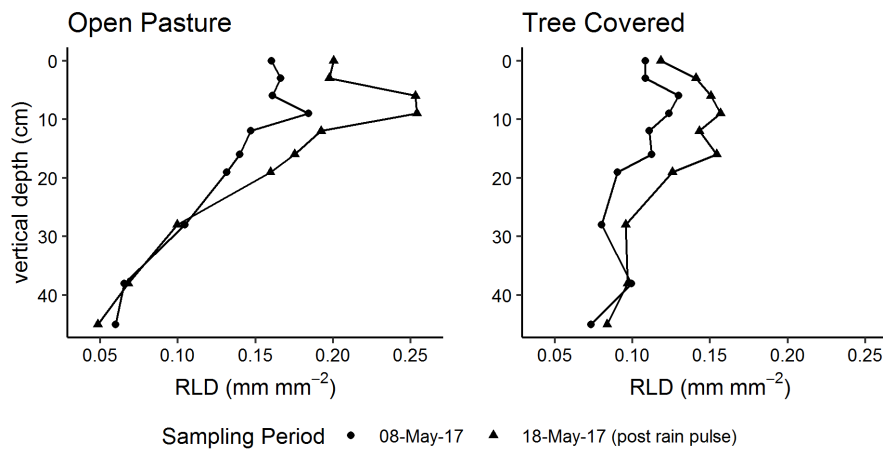 Open Pasture
Tree Covered
vertical depth (cm)
0
10
20
30
40
0
10
20
30
40
0.05 0.10 0.15 0.20 0.25
0.05 0.10 0.15 0.20 0.25
RLD (mm mm⁻²)
RLD (mm mm⁻²)
Sampling Period 08-May-17 18-May-17 (post rain pulse)